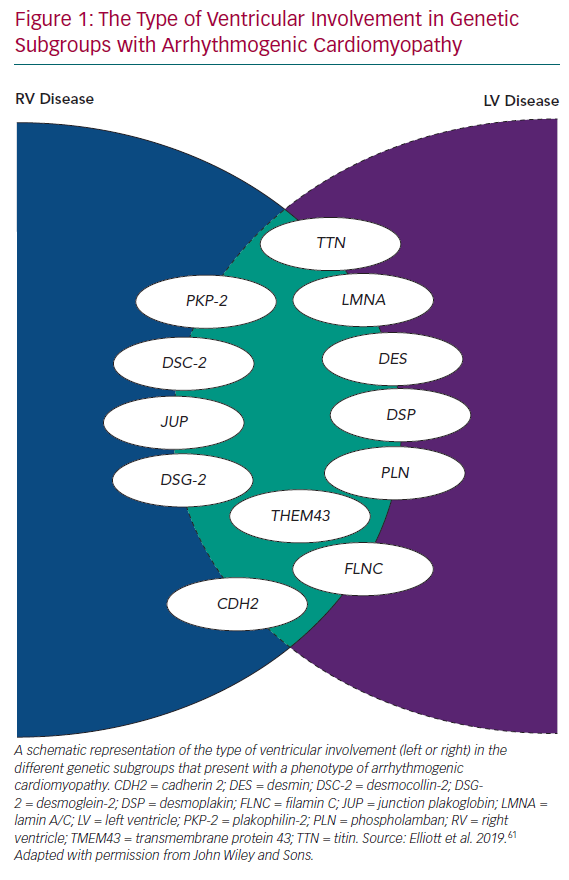 Figure 1: The Type of Ventricular Involvement in Genetic
Subgroups with Arrhythmogenic Cardiomyopathy
RV Disease
LV Disease
TTN
PKP-2
LMNA
DSC-2
DES
JUP
DSP
DSG-2
PLN
THEM43
FLNC
CDH2
A schematic representation of the type of ventricular involvement (left or right) in the
different genetic subgroups that present with a phenotype of arrhythmogenic
cardiomyopathy. CDH2 = cadherin 2; DES = desmin; DSC-2 = desmocollin-2; DSG-
2 = desmoglein-2; DSP = desmoplakin; FLNC = filamin C; JUP = junction plakoglobin; LMNA =
lamin A/C; LV = left ventricle; PKP-2 = plakophilin-2; PLN = phospholamban; RV = right
ventricle; TMEM43 = transmembrane protein 43; TTN = titin. Source: Elliott et al. 2019.61
Adapted with permission from John Wiley and Sons.